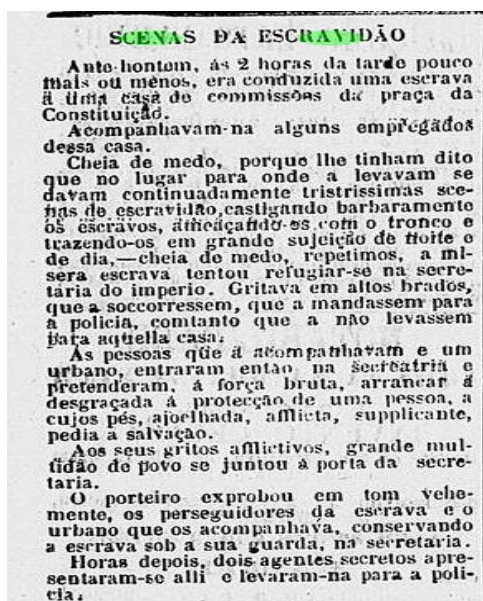 SCENAS DA ESCRAVIDÃO
Ante-hontem, ás 2 horas da tarde pouco
mais ou menos, era conduzida uma escrava
á uma casa de commissões da praça da
Constituição.
Acompanhavam-na alguns empregados
dessa casa.
Cheia de medo, porque lhe tinham dito
que no lugar para onde a levavam se
davam continuadamente tristrissimas sce-
nas de escravidão, castigando barbaramente
os escravos, ameaçando-os com o tronco e
trazendo-os em grande sujeição de noite e
de dia,—cheia de medo, repetimos, a mi-
sera escrava tentou refugiar-se na secre-
taria do imperio. Gritava em altos brados,
que a soccorressem, que a mandassem para
a policia, comtanto que a não levassem
para aquella casa.
As pessoas que a acompanhavam e um
urbano, entraram então na secreatria e
pretenderam, á força bruta, arrancar a
desgraçada á protecção de uma pessoa, a
cujos pés, ajoelhada, afflicta, supplicante,
pedia a salvação.
Aos seus gritos afflictivos, grande mul-
tidão de povo se juntou á porta da secre-
taria.
O porteiro exprobou em tom vehe-
mente, os perseguidores da escrava e o
urbano que os acompanhava, conservando
a escrava sob a sua guarda, na secretaria.
Horas depois, dois agentes secretos apre-
sentaram-se alli e levaram-na para a poli-
cia.